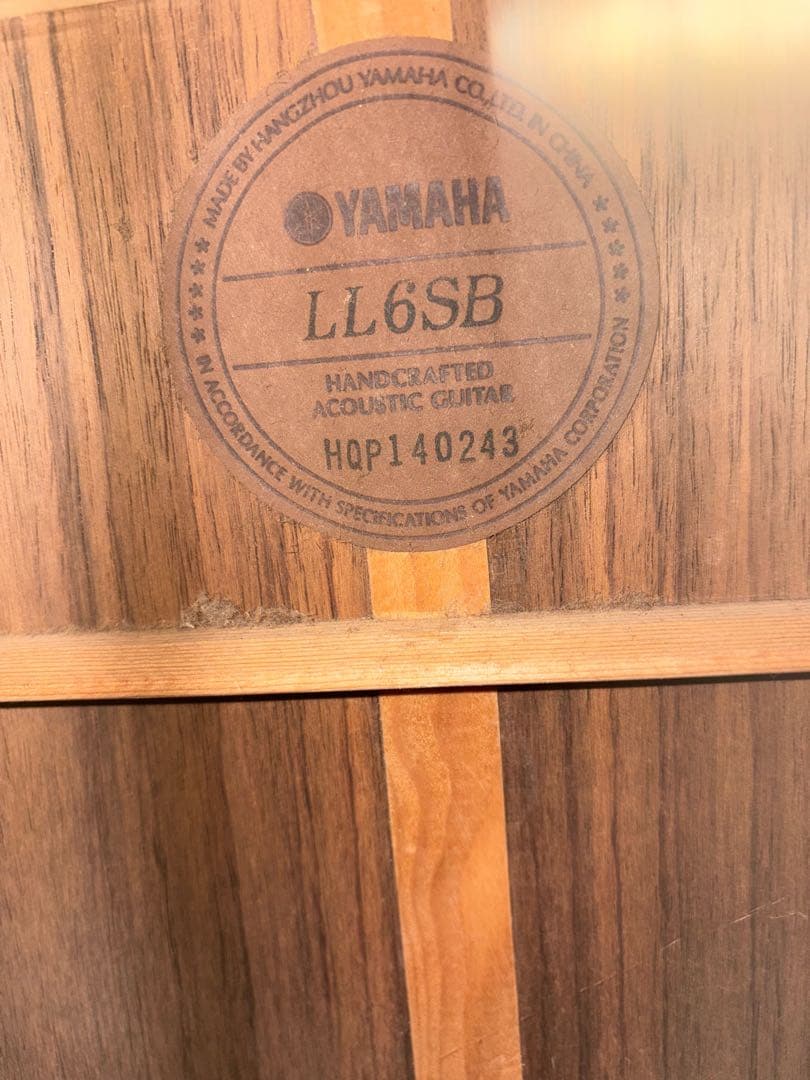 ★★★★★ MADE BY HANGZHOU YAMAHA CO.,LTD. IN CHINA ★★★★★
YAMAHA
LL6SB
HANDCRAFTED
ACOUSTIC GUITAR
HQP140243
IN ACCORDANCE WITH SPECIFICATIONS OF YAMAHA CORPORATION